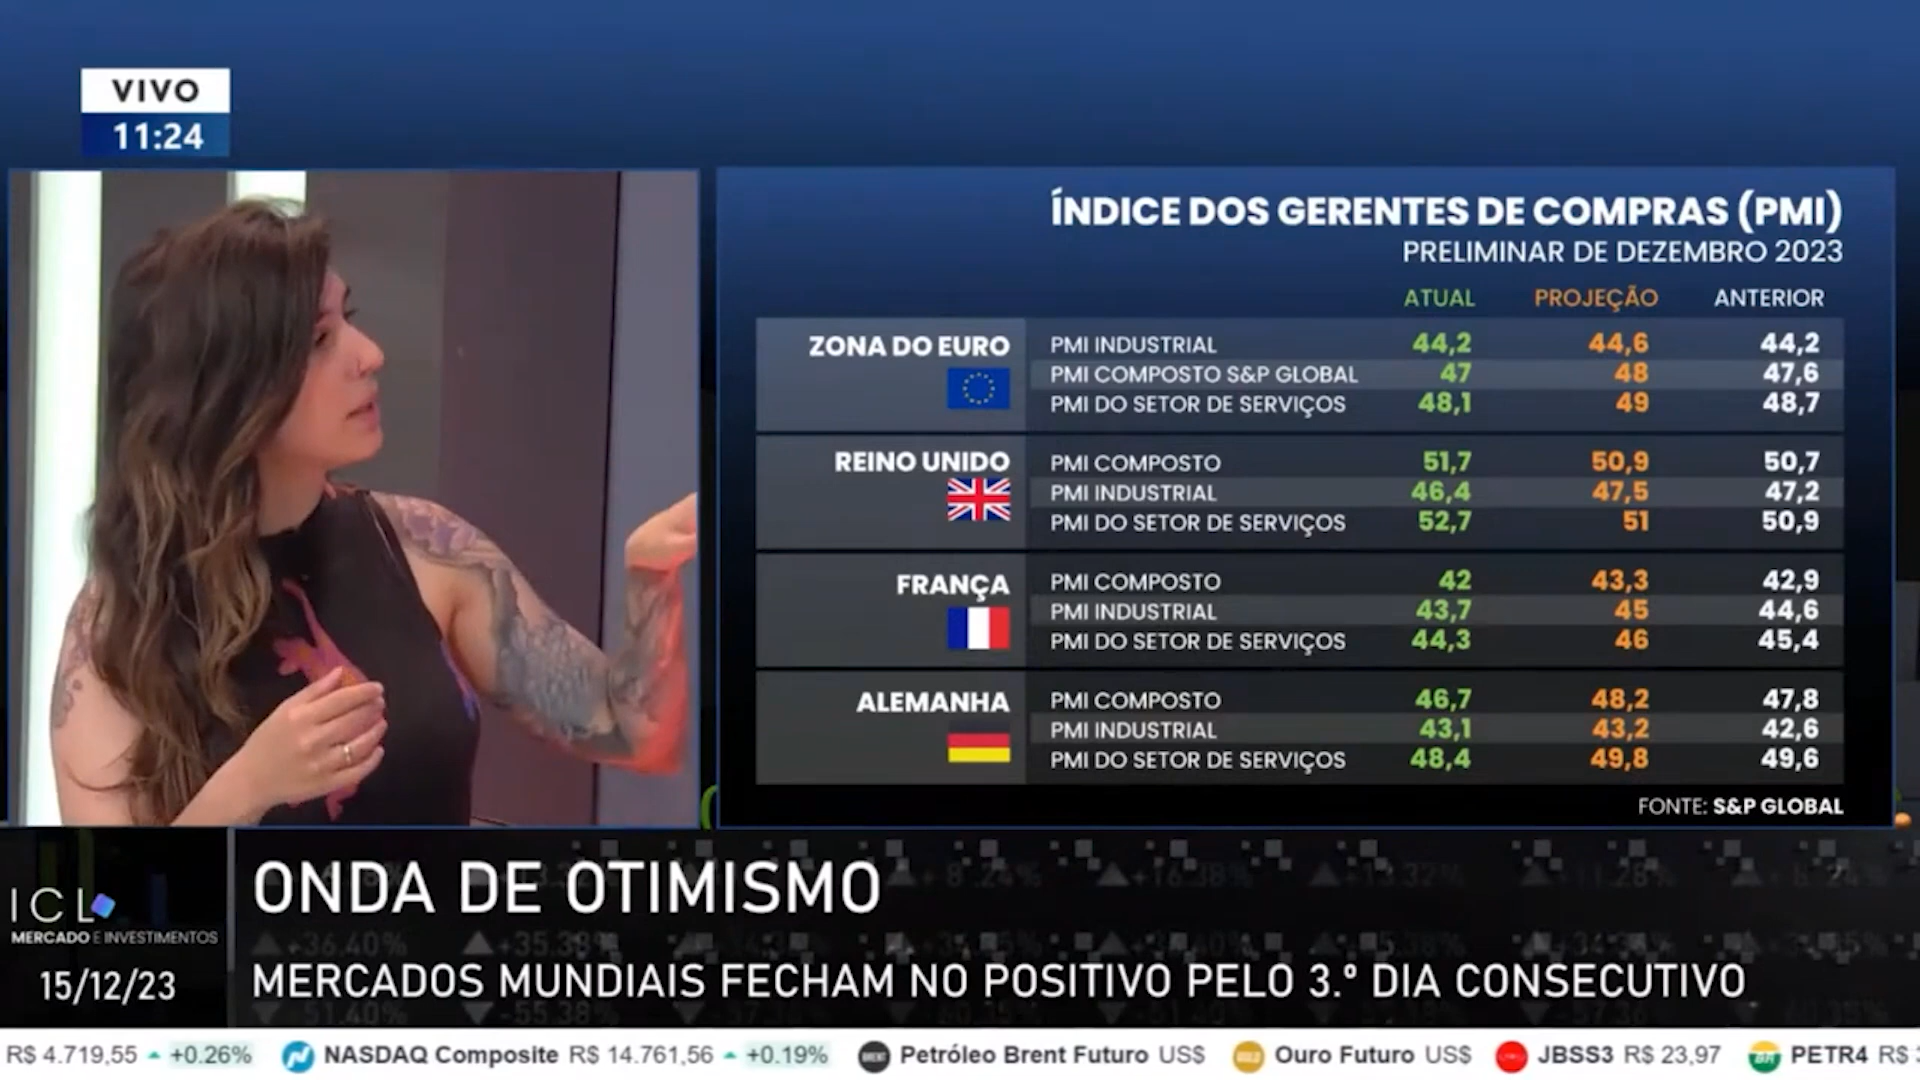 VIVO
11:24
ÍNDICE DOS GERENTES DE COMPRAS (PMI)
PRELIMINAR DE DEZEMBRO 2023
ATUAL PROJEÇÃO ANTERIOR
ZONA DO EURO
PMI INDUSTRIAL 44,2 44,6 44,2
PMI COMPOSTO S&P GLOBAL 47 48 47,6
PMI DO SETOR DE SERVIÇOS 48,1 49 48,7
REINO UNIDO
PMI COMPOSTO 51,7 50,9 50,7
PMI INDUSTRIAL 46,4 47,5 47,2
PMI DO SETOR DE SERVIÇOS 52,7 51 50,9
FRANÇA
PMI COMPOSTO 42 43,3 42,9
PMI INDUSTRIAL 43,7 45 44,6
PMI DO SETOR DE SERVIÇOS 44,3 46 45,4
ALEMANHA
PMI COMPOSTO 46,7 48,2 47,8
PMI INDUSTRIAL 43,1 43,2 42,6
PMI DO SETOR DE SERVIÇOS 48,4 49,8 49,6
FONTE: S&P GLOBAL
ONDA DE OTIMISMO
ICL
MERCADO E INVESTIMENTOS
15/12/23
MERCADOS MUNDIAIS FECHAM NO POSITIVO PELO 3.º DIA CONSECUTIVO
R$ 4.719,55 +0.26% NASDAQ Composite R$ 14.761,56 +0.19% Petróleo Brent Futuro US$ Ouro Futuro US$ JBSS3 R$ 23,97 PETR4 R$